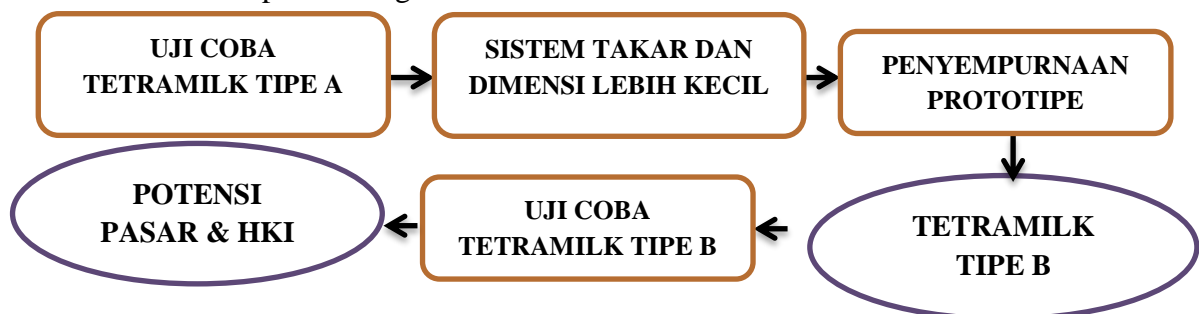 UJI COBA
TETRAMILK TIPE A
SISTEM TAKAR DAN
DIMENSI LEBIH KECIL
PENYEMPURNAAN
PROTOTIPE
TETRAMILK
TIPE B
UJI COBA
TETRAMILK TIPE B
POTENSI
PASAR & HKI